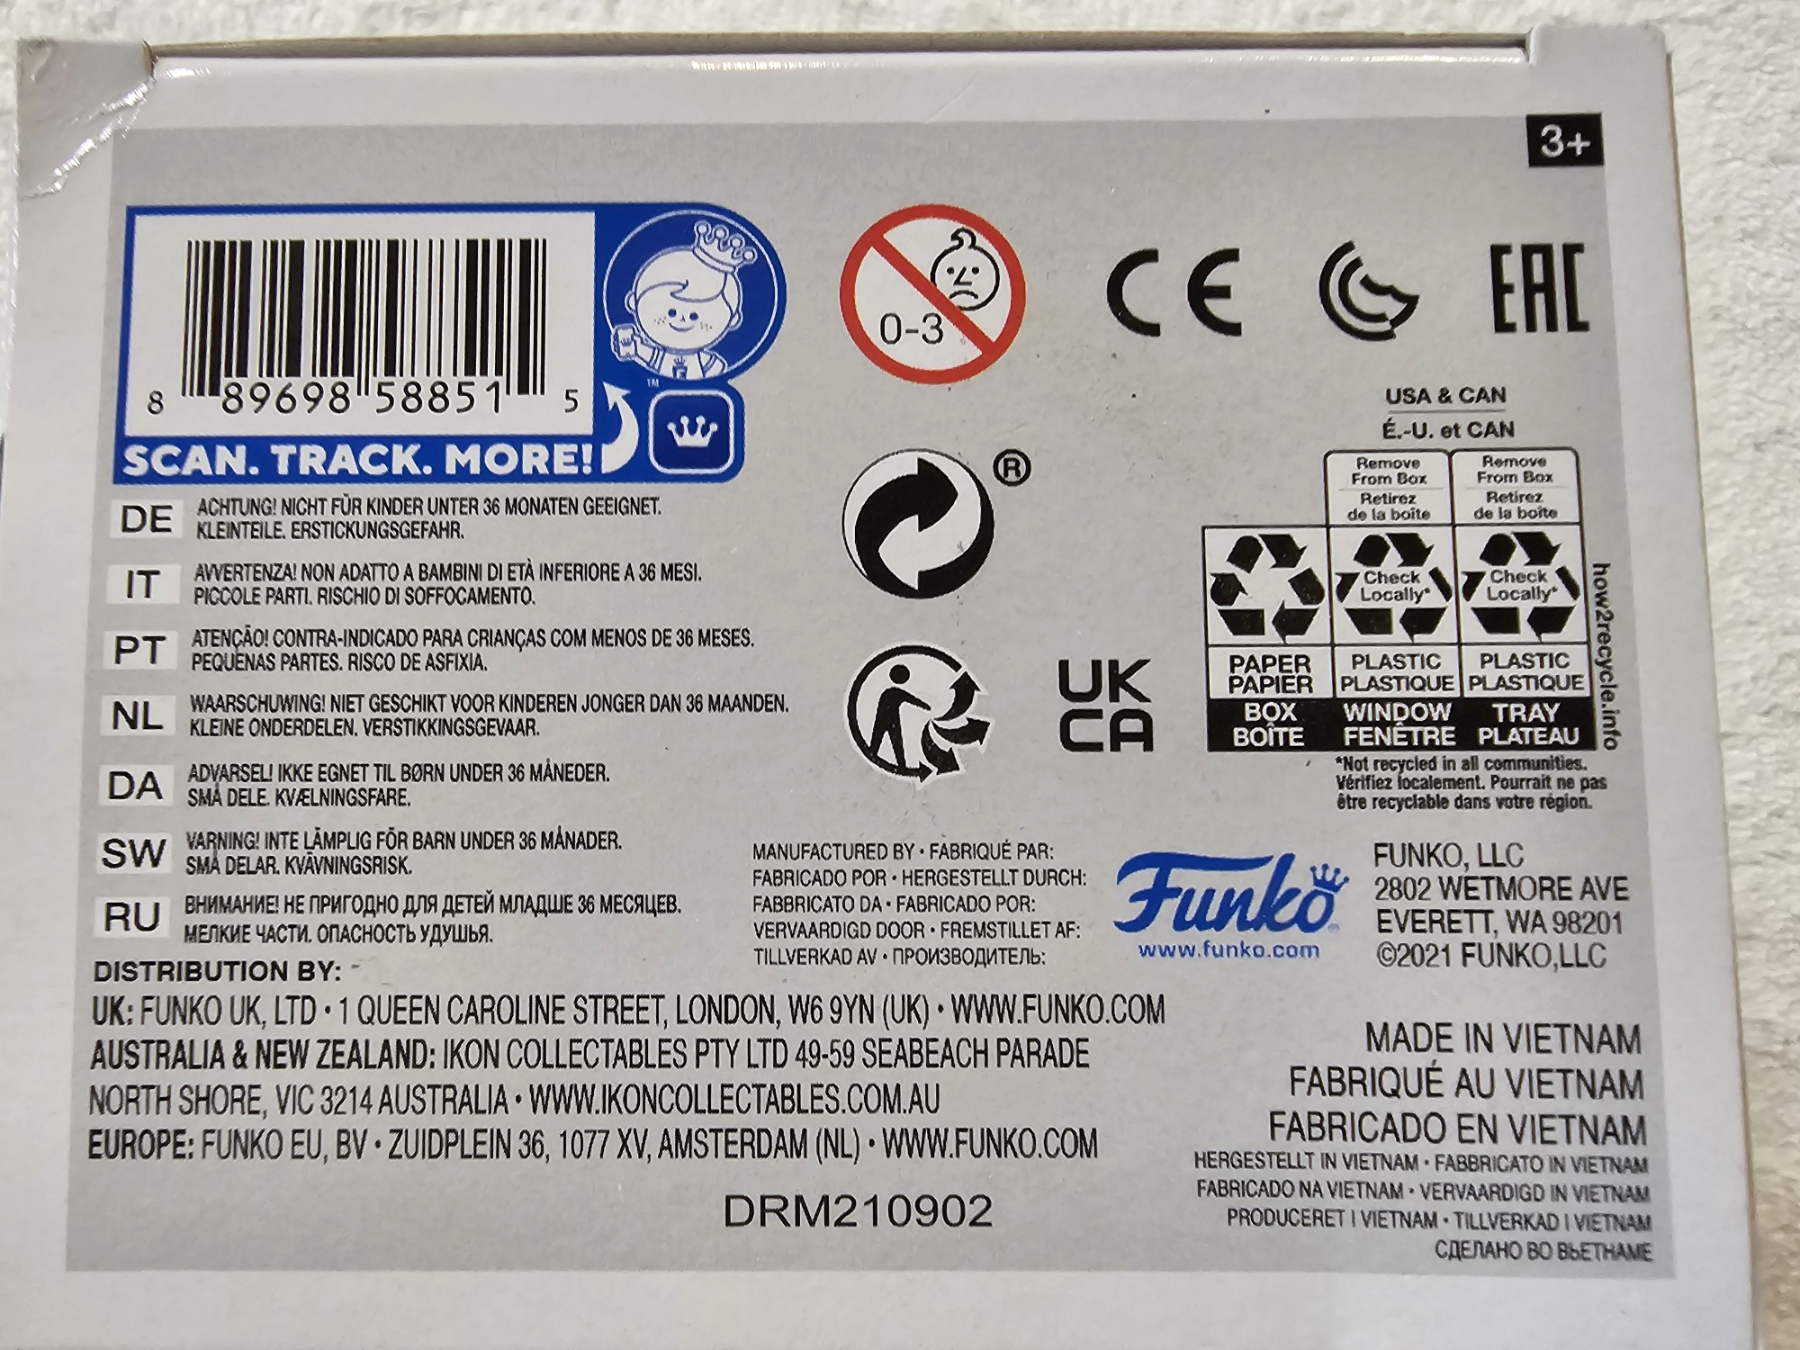 3+
8 89698 58851 5
SCAN. TRACK. MORE!
TM
0-3
CE
EAC
®
UK
CA
USA & CAN
É.-U. et CAN
Remove
From Box
Retirez
de la boîte
Remove
From Box
Retirez
de la boîte
Check
Locally*
Check
Locally*
PAPER
PAPIER
PLASTIC
PLASTIQUE
PLASTIC
PLASTIQUE
BOX
BOÎTE
WINDOW
FENÊTRE
TRAY
PLATEAU
how2recycle.info
*Not recycled in all communities.
Vérifiez localement. Pourrait ne pas
être recyclable dans votre région.
DE ACHTUNG! NICHT FÜR KINDER UNTER 36 MONATEN GEEIGNET.
KLEINTEILE. ERSTICKUNGSGEFAHR.
IT AVVERTENZA! NON ADATTO A BAMBINI DI ETÀ INFERIORE A 36 MESI.
PICCOLE PARTI. RISCHIO DI SOFFOCAMENTO.
PT ATENÇÃO! CONTRA-INDICADO PARA CRIANÇAS COM MENOS DE 36 MESES.
PEQUENAS PARTES. RISCO DE ASFIXIA.
NL WAARSCHUWING! NIET GESCHIKT VOOR KINDEREN JONGER DAN 36 MAANDEN.
KLEINE ONDERDELEN. VERSTIKKINGSGEVAAR.
DA ADVARSEL! IKKE EGNET TIL BØRN UNDER 36 MÅNEDER.
SMÅ DELE. KVÆLNINGSFARE.
SW VARNING! INTE LÄMPLIG FÖR BARN UNDER 36 MÅNADER.
SMÅ DELAR. KVÄVNINGSRISK.
RU ВНИМАНИЕ! НЕ ПРИГОДНО ДЛЯ ДЕТЕЙ МЛАДШЕ 36 МЕСЯЦЕВ.
МЕЛКИЕ ЧАСТИ. ОПАСНОСТЬ УДУШЬЯ.
MANUFACTURED BY • FABRIQUÉ PAR:
FABRICADO POR • HERGESTELLT DURCH:
FABBRICATO DA • FABRICADO POR:
VERVAARDIGD DOOR • FREMSTILLET AF:
TILLVERKAD AV • ПРОИЗВОДИТЕЛЬ:
Funko
www.funko.com
FUNKO, LLC
2802 WETMORE AVE
EVERETT, WA 98201
©2021 FUNKO,LLC
DISTRIBUTION BY:
UK: FUNKO UK, LTD • 1 QUEEN CAROLINE STREET, LONDON, W6 9YN (UK) • WWW.FUNKO.COM
AUSTRALIA & NEW ZEALAND: IKON COLLECTABLES PTY LTD 49-59 SEABEACH PARADE
NORTH SHORE, VIC 3214 AUSTRALIA • WWW.IKONCOLLECTABLES.COM.AU
EUROPE: FUNKO EU, BV • ZUIDPLEIN 36, 1077 XV, AMSTERDAM (NL) • WWW.FUNKO.COM
DRM210902
MADE IN VIETNAM
FABRIQUÉ AU VIETNAM
FABRICADO EN VIETNAM
HERGESTELLT IN VIETNAM • FABBRICATO IN VIETNAM
FABRICADO NA VIETNAM • VERVAARDIGD IN VIETNAM
PRODUCERET I VIETNAM • TILLVERKAD I VIETNAM
СДЕЛАНО ВО ВЬЕТНАМЕ